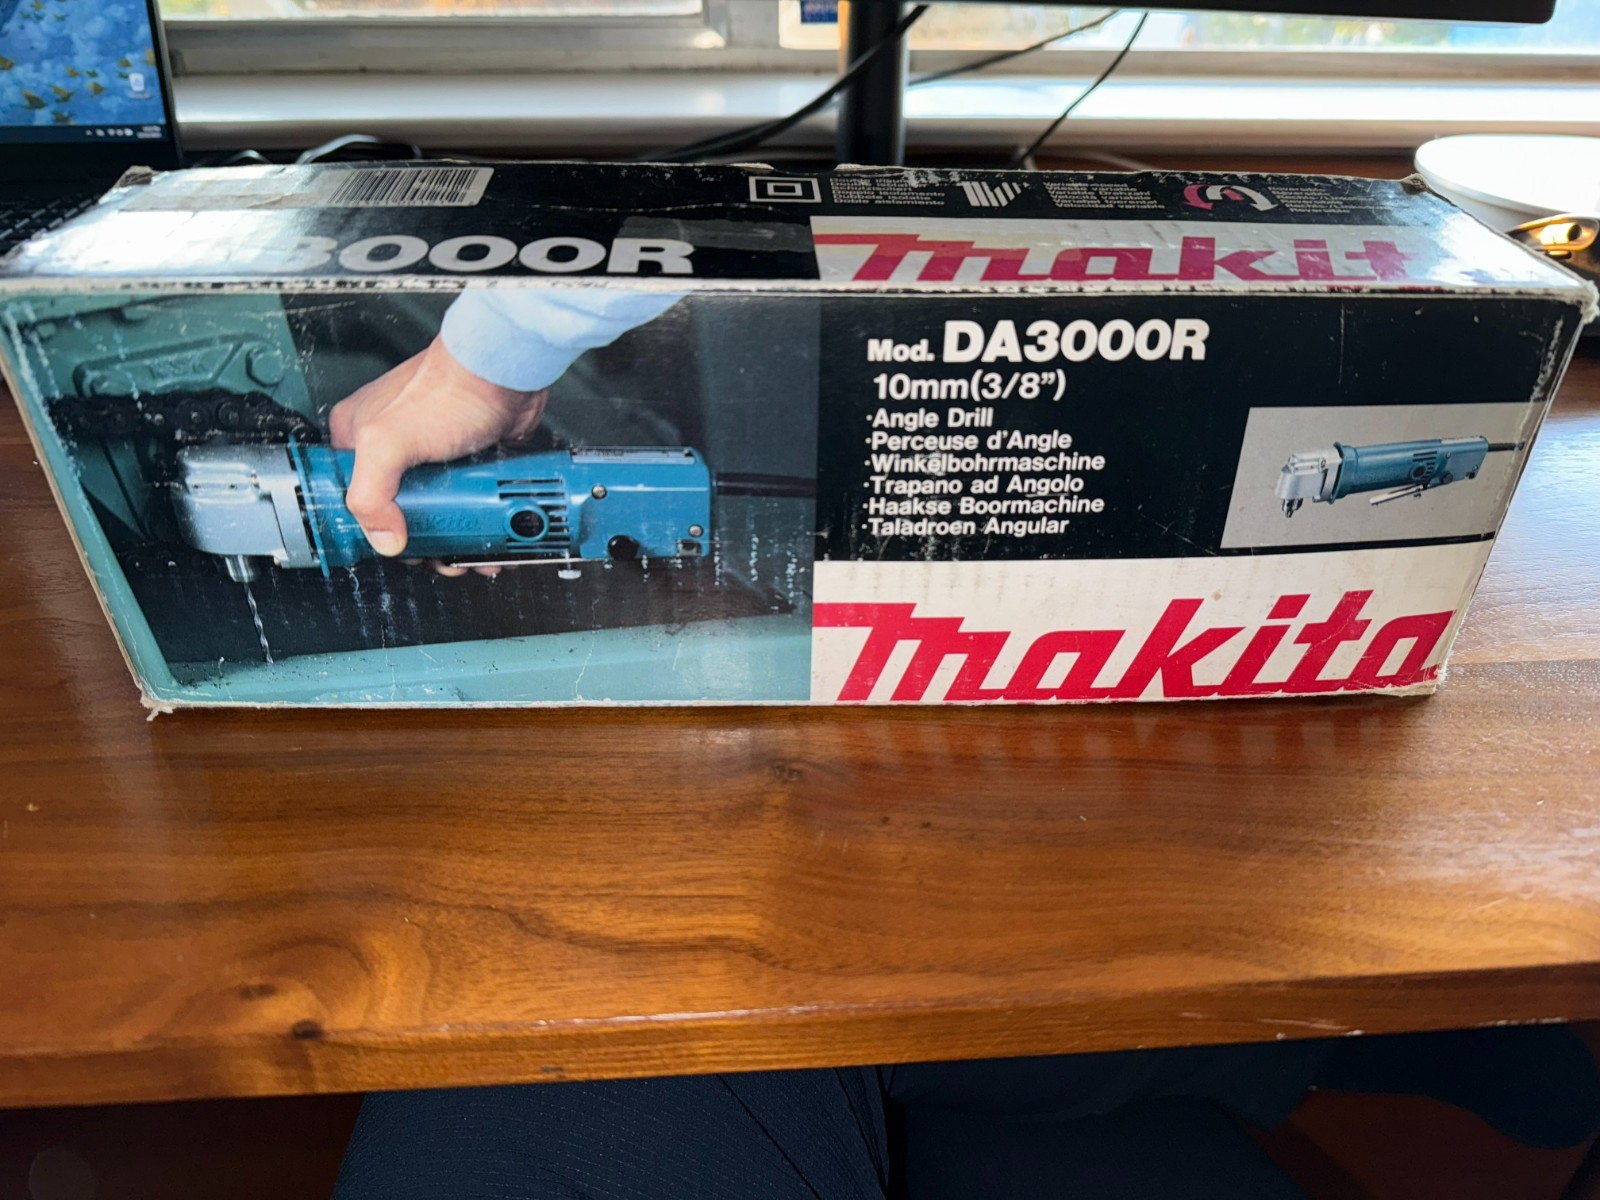 3000R
makit
Mod. DA3000R
10mm(3/8”)
·Angle Drill
·Perceuse d'Angle
·Winkelbohrmaschine
·Trapano ad Angolo
·Haakse Boormachine
·Taladroen Angular
makita
makita